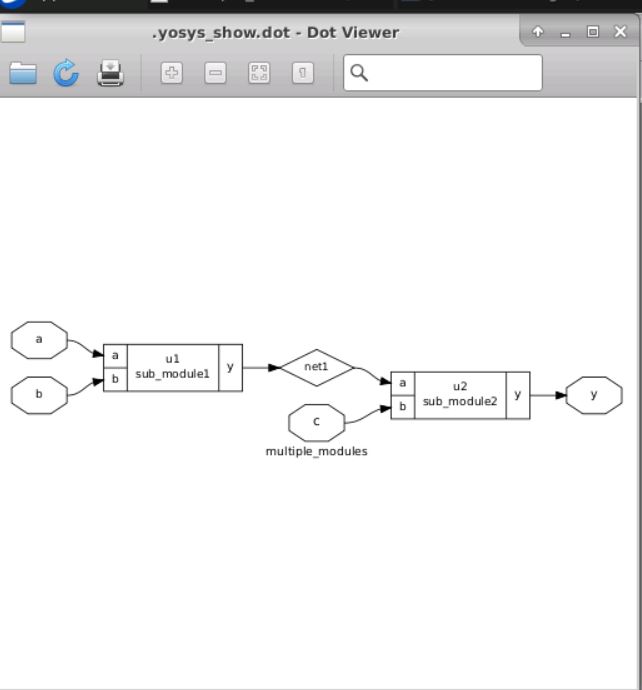 .yosys_show.dot - Dot Viewer
a
b
a
b
u1
sub_module1
y
net1
c
a
b
u2
sub_module2
y
y
multiple_modules